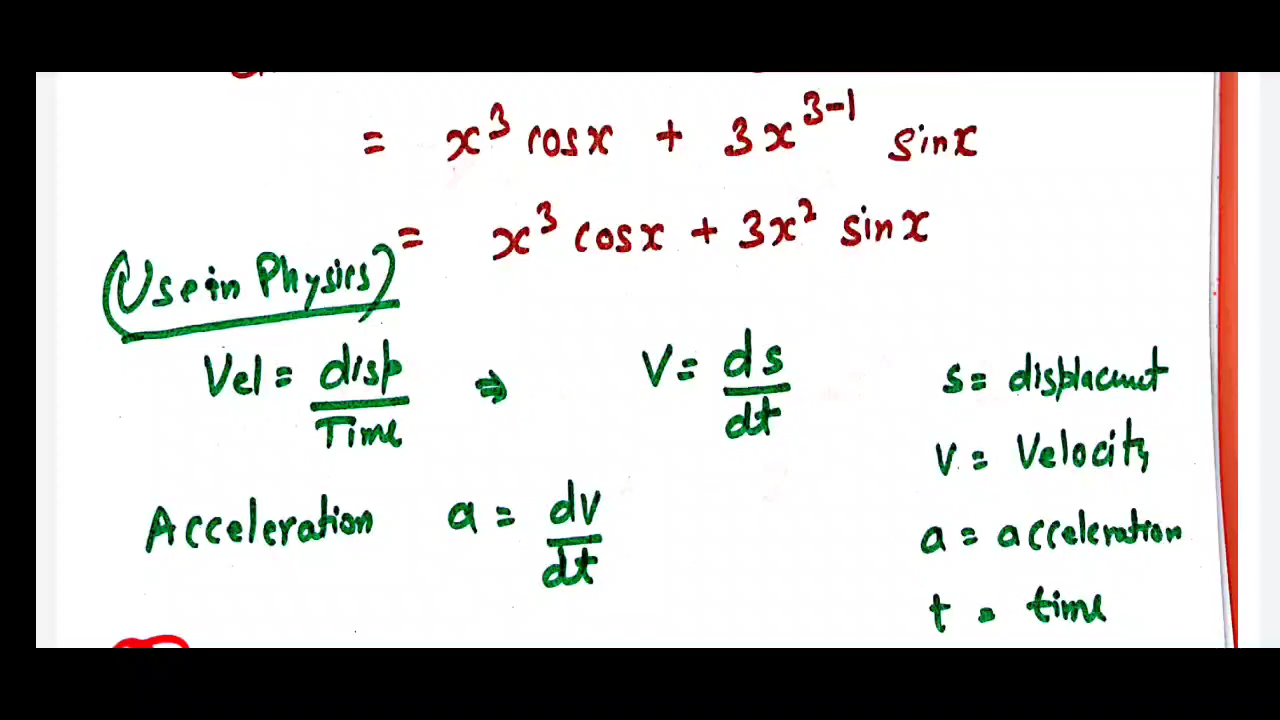 = x³ cosx + 3x³⁻¹ sinx
= x³ cosx + 3x² sinx
(Use in Physics)
Vel = disp/Time ⇒ V = ds/dt
s = displacmnt
v = Velocity
Acceleration a = dv/dt
a = acceleration
t = time